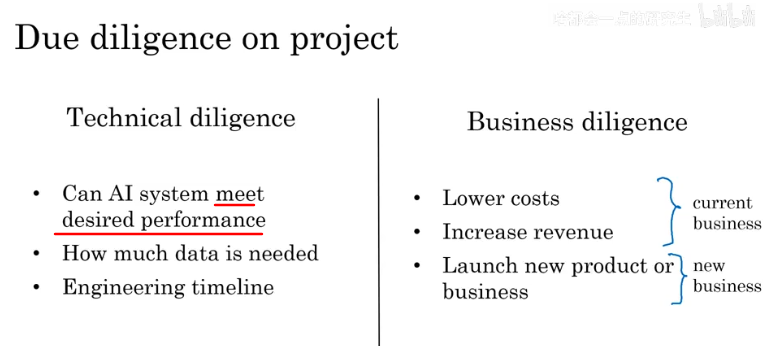 Due diligence on project
Technical diligence
• Can AI system meet
desired performance
• How much data is needed
• Engineering timeline
Business diligence
• Lower costs
• Increase revenue
• Launch new product or
business
current
business
new
business